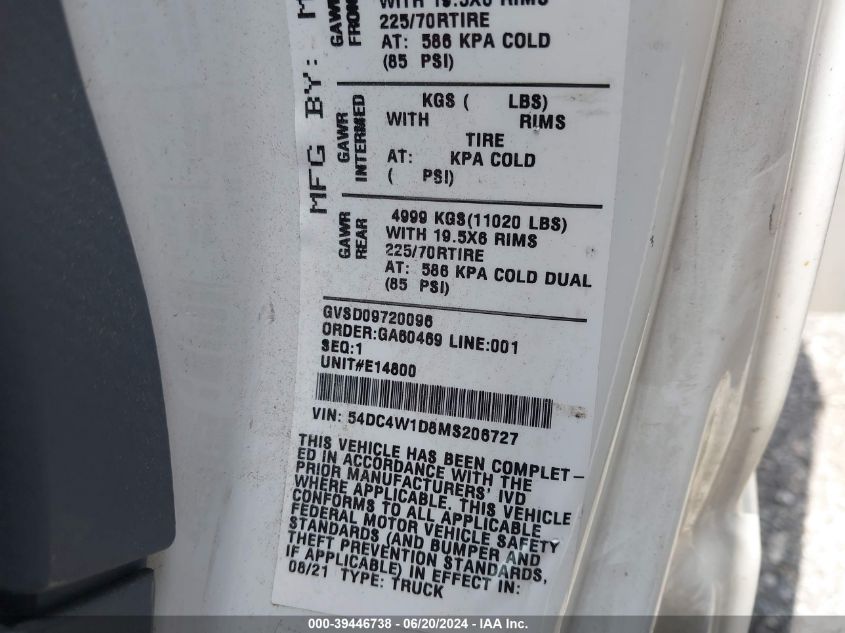 MFG BY: M
GAWR
FRONT
WITH 19.5X6 RIMS
225/70RTIRE
AT: 586 KPA COLD
(85 PSI)
GAWR
INTERMED
KGS ( LBS)
WITH RIMS
TIRE
AT: KPA COLD
( PSI)
GAWR
REAR
4999 KGS(11020 LBS)
WITH 19.5X6 RIMS
225/70RTIRE
AT: 586 KPA COLD DUAL
(85 PSI)
GVSD09720096
ORDER:GA60469 LINE:001
SEQ:1
UNIT#E14800
VIN: 54DC4W1D8MS206727
THIS VEHICLE HAS BEEN COMPLET-
ED IN ACCORDANCE WITH THE
PRIOR MANUFACTURERS' IVD
WHERE APPLICABLE. THIS VEHICLE
CONFORMS TO ALL APPLICABLE
FEDERAL MOTOR VEHICLE SAFETY
STANDARDS (AND BUMPER AND
THEFT PREVENTION STANDARDS,
IF APPLICABLE) IN EFFECT IN:
08/21 TYPE: TRUCK
000-39446738 - 06/20/2024 - IAA, Inc.